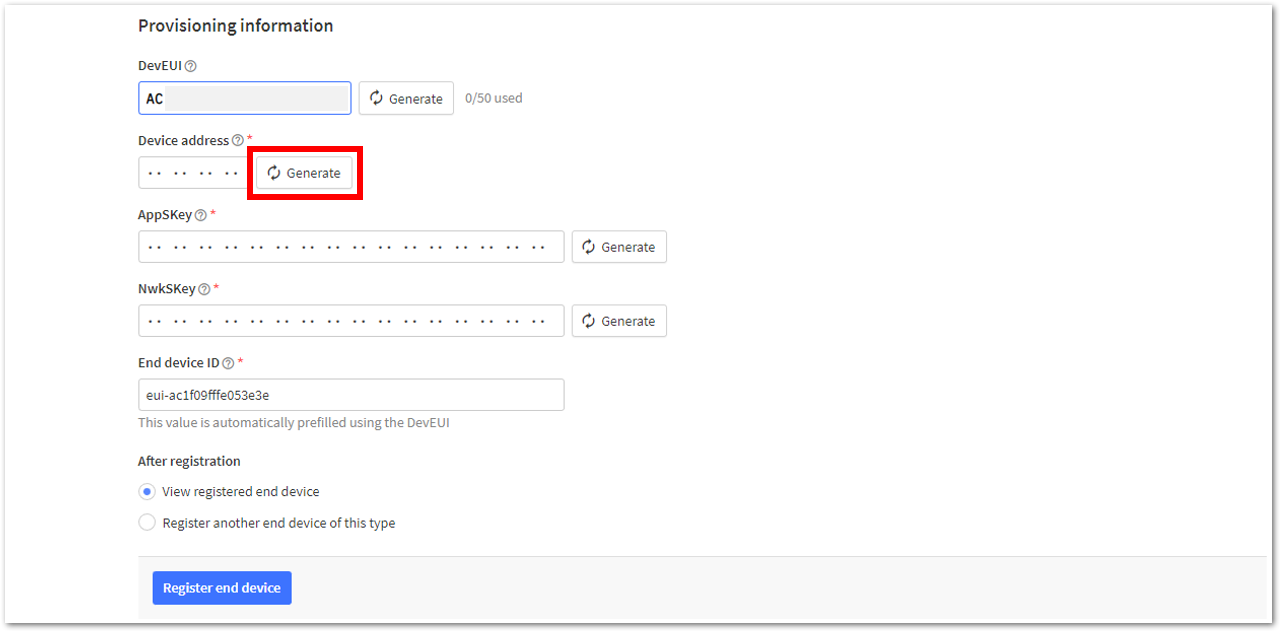 Provisioning information
DevEUI
AC Generate 0/50 used
Device address *
·· ·· ·· ·· Generate
AppSKey *
·· ·· ·· ·· ·· ·· ·· ·· ·· ·· ·· ·· ·· ·· ·· ·· Generate
NwkSKey *
·· ·· ·· ·· ·· ·· ·· ·· ·· ·· ·· ·· ·· ·· ·· ·· Generate
End device ID *
eui-ac1f09fffe053e3e
This value is automatically prefilled using the DevEUI
After registration
View registered end device
Register another end device of this type
Register end device